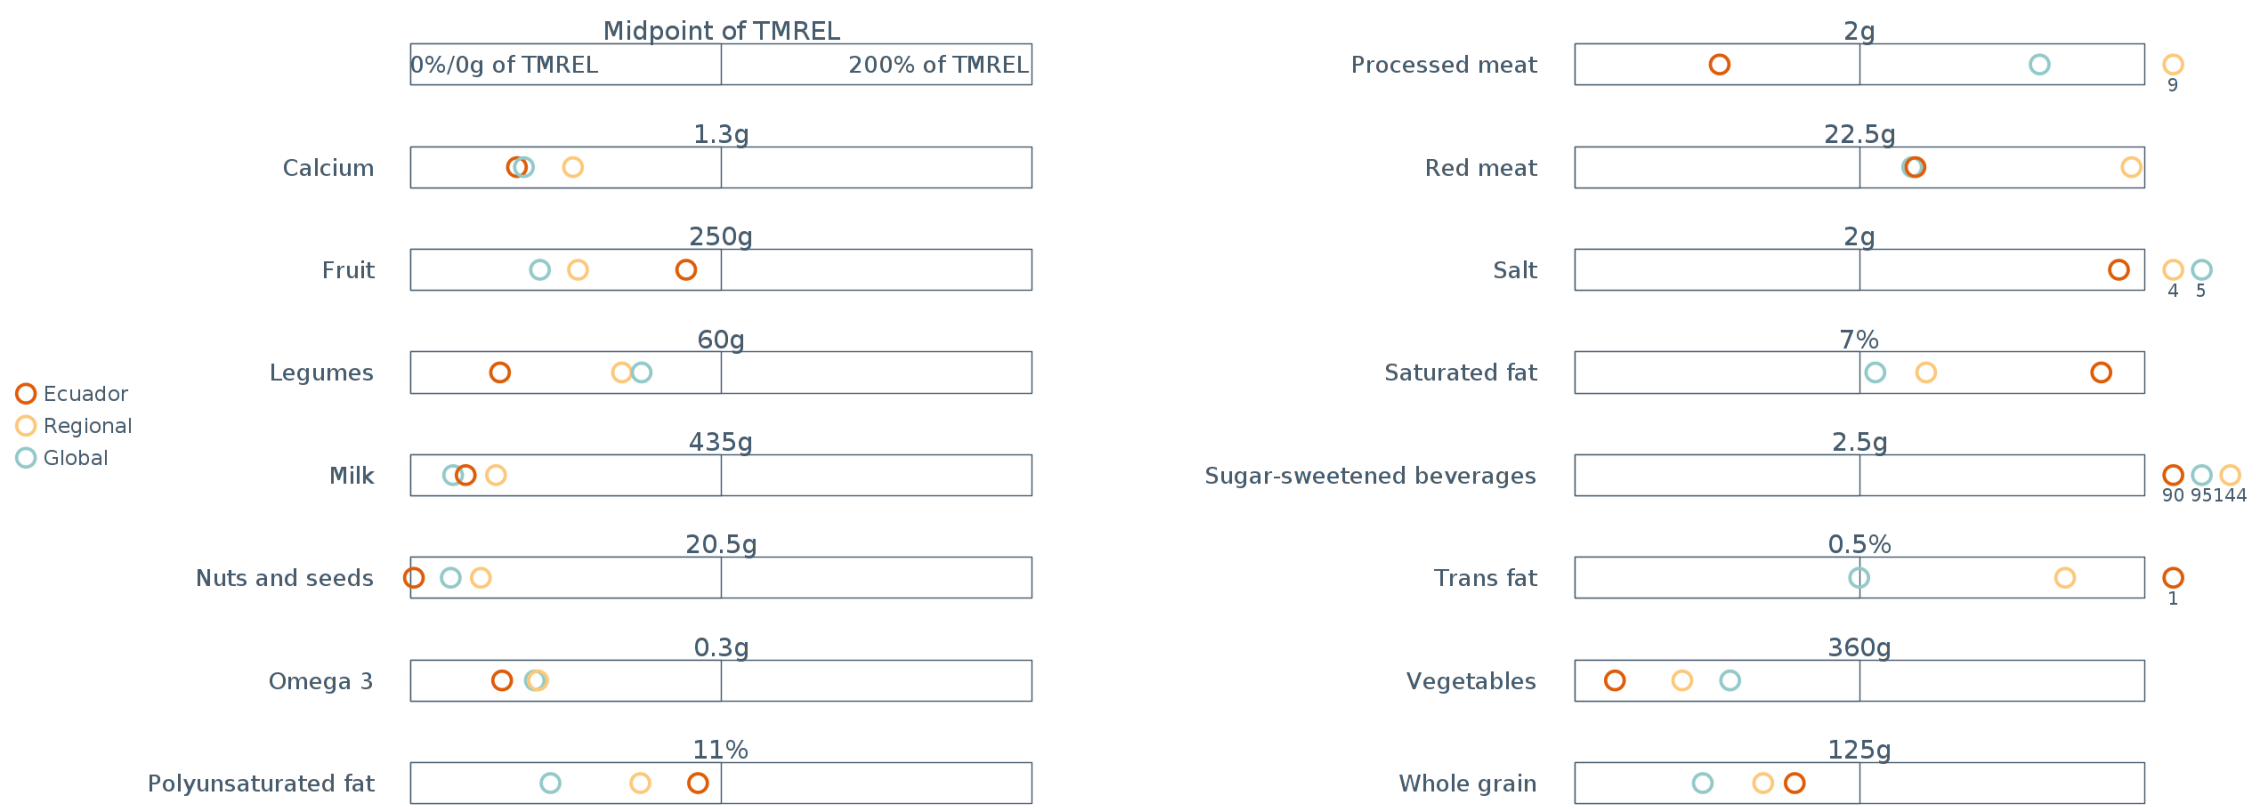 Midpoint of TMREL
0%/0g of TMREL 200% of TMREL
1.3g
Calcium
250g
Fruit
60g
Legumes
435g
Milk
20.5g
Nuts and seeds
0.3g
Omega 3
11%
Polyunsaturated fat
Ecuador
Regional
Global
2g
Processed meat
9
22.5g
Red meat
2g
Salt
4 5
7%
Saturated fat
2.5g
Sugar-sweetened beverages
90 95 144
0.5%
Trans fat
1
360g
Vegetables
125g
Whole grain